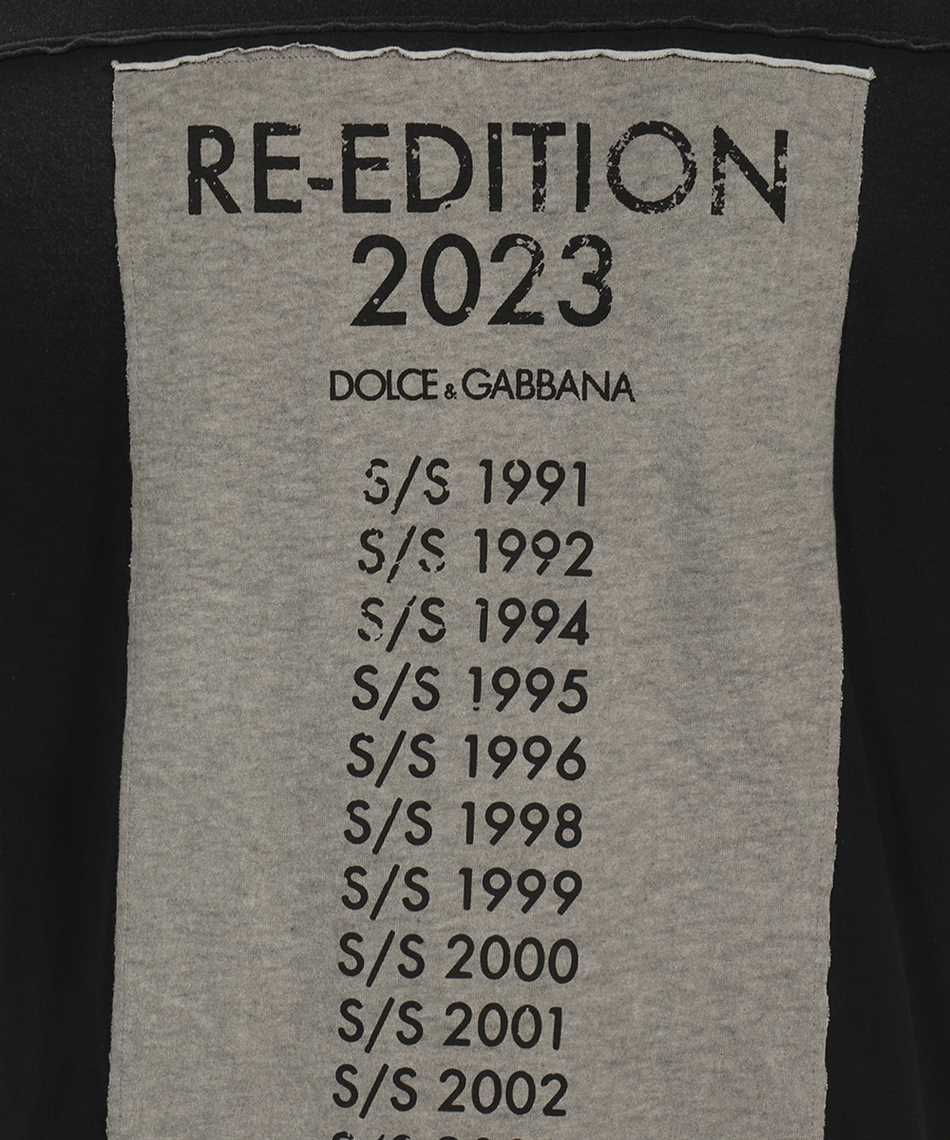 RE-EDITION
2023
DOLCE & GABBANA
S/S 1991
S/S 1992
S/S 1994
S/S 1995
S/S 1996
S/S 1998
S/S 1999
S/S 2000
S/S 2001
S/S 2002